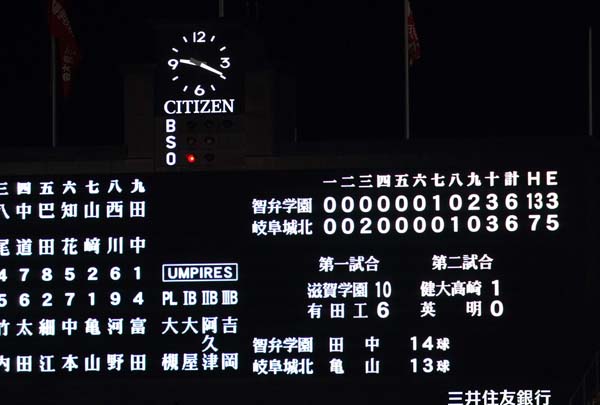 12
9 3
6
CITIZEN
B
S
O
三 四 五 六 七 八 九
八 中 巴 知 山 西 田
尾 道 田 花 﨑 川 中
4 7 8 5 2 6 1
5 6 2 7 1 9 4
竹 太 細 中 亀 河 富
内 田 江 本 山 野 田
UMPIRES
PL IB IIB IIIB
大 大 阿 吉
久
槻 屋 津 岡
一 二 三 四 五 六 七 八 九 十 計 H E
智弁学園 0 0 0 0 0 0 1 0 2 3 6 13 3
岐阜城北 0 0 2 0 0 0 0 1 0 3 6 7 5
第一試合 第二試合
滋賀学園 10 健大高崎 1
有田工 6 英明 0
智弁学園 田中 14球
岐阜城北 亀山 13球
三井住友銀行